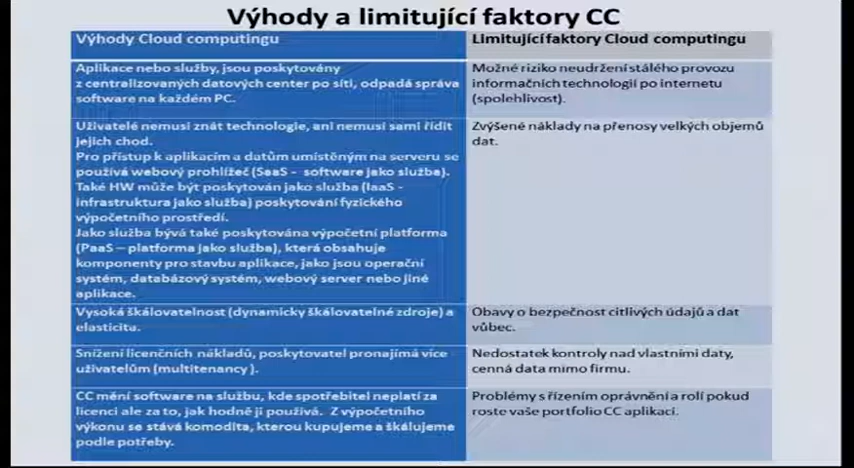 Výhody a limitující faktory CC
Výhody Cloud computingu
Limitující faktory Cloud computingu
Aplikace nebo služby, jsou poskytovány
z centralizovaných datových center po síti, odpadá správa
software na každém PC.
Možné riziko neudržení stálého provozu
informačních technologií po internetu
(spolehlivost).
Uživatelé nemusí znát technologie, ani nemusí sami řídit
jejich chod.
Pro přístup k aplikacím a datům umístěným na serveru se
používá webový prohlížeč (SaaS - software jako služba).
Také HW může být poskytován jako služba (IaaS -
infrastruktura jako služba) poskytování fyzického
výpočetního prostředí.
Jako služba bývá také poskytována výpočetní platforma
(PaaS – platforma jako služba), která obsahuje
komponenty pro stavbu aplikace, jako jsou operační
systém, databázový systém, webový server nebo jiné
aplikace.
Zvýšené náklady na přenosy velkých objemů
dat.
Vysoká škálovatelnost (dynamicky škálovatelné zdroje) a
elasticita.
Obavy o bezpečnost citlivých údajů a dat
vůbec.
Snížení licenčních nákladů, poskytovatel pronajímá více
uživatelům (multitenancy ).
Nedostatek kontroly nad vlastními daty,
cenná data mimo firmu.
CC mění software na službu, kde spotřebitel neplatí za
licenci ale za to, jak hodně ji používá. Z výpočetního
výkonu se stává komodita, kterou kupujeme a škálujeme
podle potřeby.
Problémy s řízením oprávnění a rolí pokud
roste vaše portfolio CC aplikací.